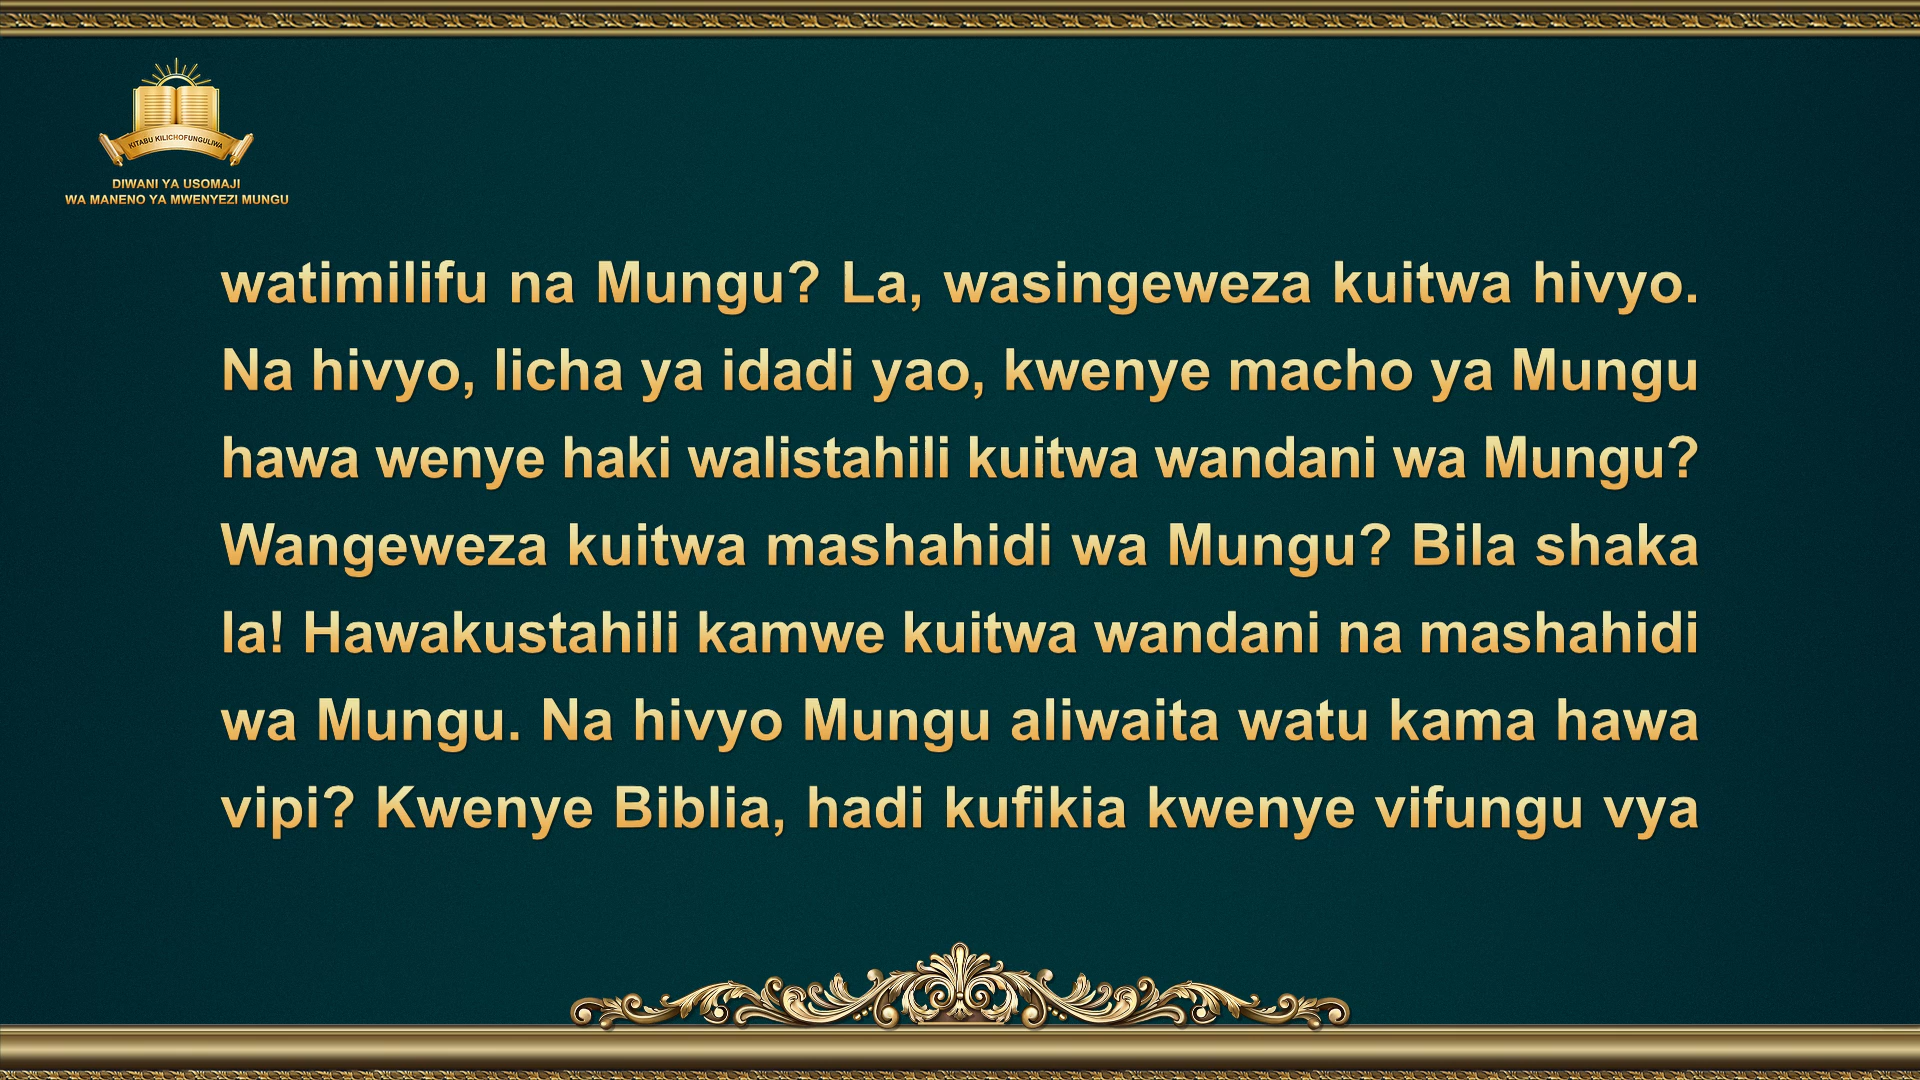 KITABU KILICHOFUNGULIWA
DIWANI YA USOMAJI
WA MANENO YA MWENYEZI MUNGU
watimilifu na Mungu? La, wasingeweza kuitwa hivyo.
Na hivyo, licha ya idadi yao, kwenye macho ya Mungu
hawa wenye haki walistahili kuitwa wandani wa Mungu?
Wangeweza kuitwa mashahidi wa Mungu? Bila shaka
la! Hawakustahili kamwe kuitwa wandani na mashahidi
wa Mungu. Na hivyo Mungu aliwaita watu kama hawa
vipi? Kwenye Biblia, hadi kufikia kwenye vifungu vya